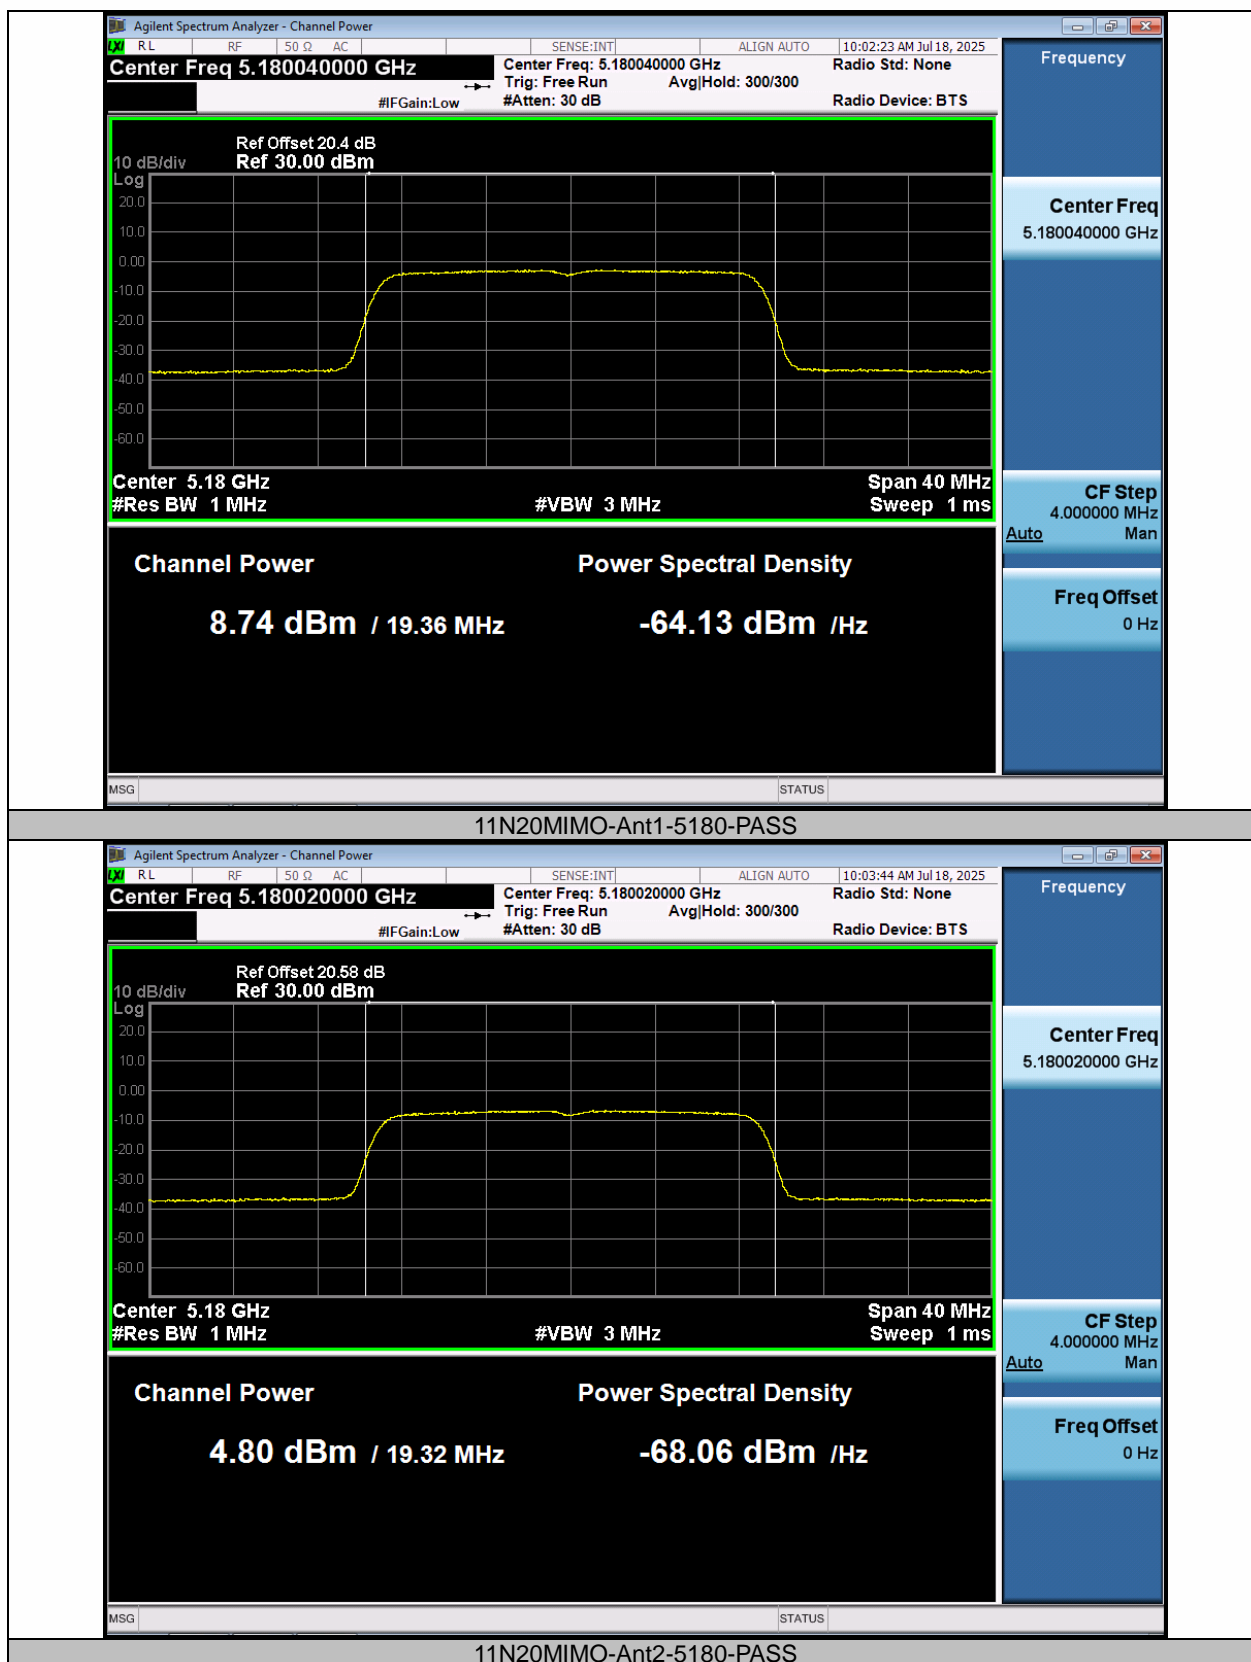 Agilent Spectrum Analyzer - Channel Power
LXI RL RF 50 Ω AC SENSE:INT ALIGN AUTO 10:02:23 AM Jul 18, 2025
Center Freq 5.180040000 GHz Center Freq: 5.180040000 GHz Radio Std: None
Trig: Free Run Avg|Hold: 300/300
#IFGain:Low #Atten: 30 dB Radio Device: BTS
Ref Offset 20.4 dB
10 dB/div Ref 30.00 dBm
Log
20.0
10.0
0.00
-10.0
-20.0
-30.0
-40.0
-50.0
-60.0
Center 5.18 GHz Span 40 MHz
#Res BW 1 MHz #VBW 3 MHz Sweep 1 ms
Channel Power Power Spectral Density
8.74 dBm / 19.36 MHz -64.13 dBm /Hz
MSG STATUS
Frequency
Center Freq
5.180040000 GHz
CF Step
4.000000 MHz
Auto Man
Freq Offset
0 Hz
11N20MIMO-Ant1-5180-PASS
Agilent Spectrum Analyzer - Channel Power
LXI RL RF 50 Ω AC SENSE:INT ALIGN AUTO 10:03:44 AM Jul 18, 2025
Center Freq 5.180020000 GHz Center Freq: 5.180020000 GHz Radio Std: None
Trig: Free Run Avg|Hold: 300/300
#IFGain:Low #Atten: 30 dB Radio Device: BTS
Ref Offset 20.58 dB
10 dB/div Ref 30.00 dBm
Log
20.0
10.0
0.00
-10.0
-20.0
-30.0
-40.0
-50.0
-60.0
Center 5.18 GHz Span 40 MHz
#Res BW 1 MHz #VBW 3 MHz Sweep 1 ms
Channel Power Power Spectral Density
4.80 dBm / 19.32 MHz -68.06 dBm /Hz
MSG STATUS
Frequency
Center Freq
5.180020000 GHz
CF Step
4.000000 MHz
Auto Man
Freq Offset
0 Hz
11N20MIMO-Ant2-5180-PASS